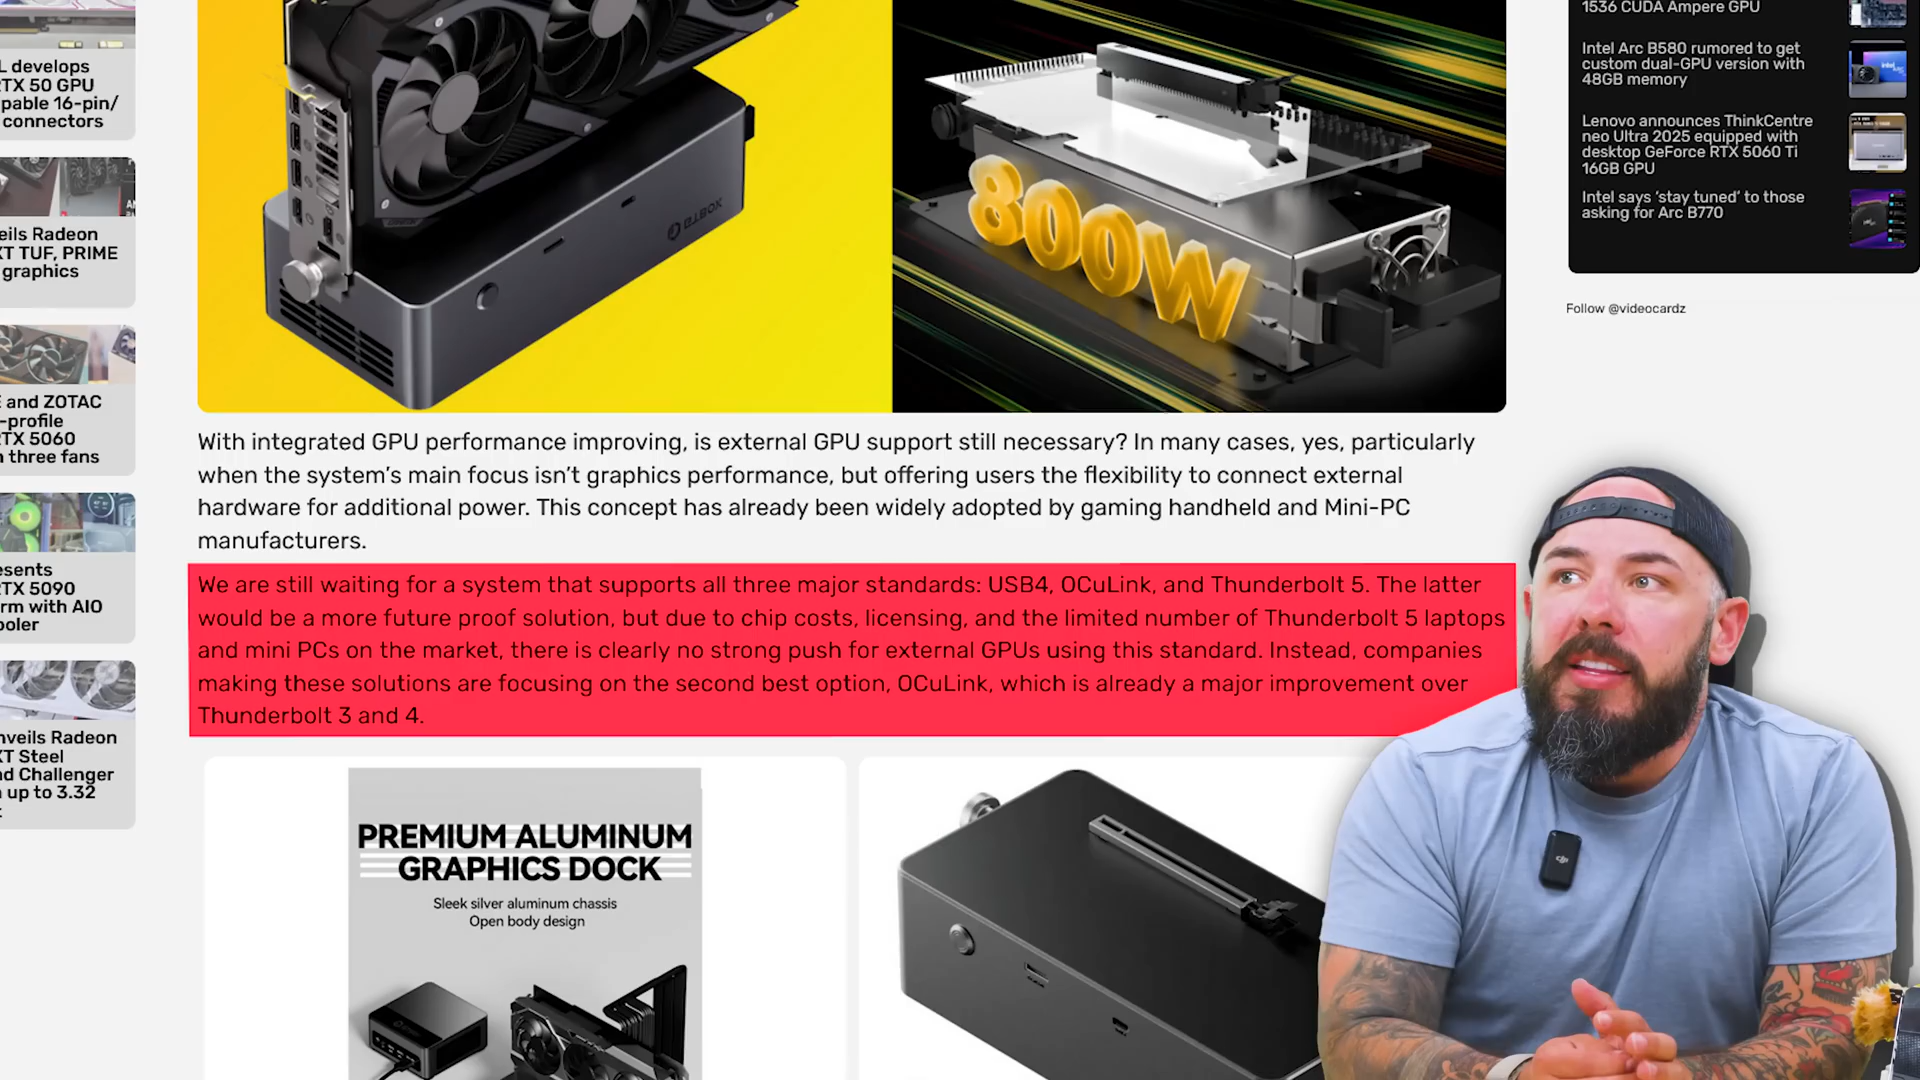 L develops
TX 50 GPU
pable 16-pin/
connectors
eils Radeon
XT TUF, PRIME
graphics
E and ZOTAC
-profile
TX 5060
n three fans
esents
TX 5090
rm with AIO
ooler
nveils Radeon
XT Steel
nd Challenger
up to 3.32
800W
With integrated GPU performance improving, is external GPU support still necessary? In many cases, yes, particularly
when the system's main focus isn't graphics performance, but offering users the flexibility to connect external
hardware for additional power. This concept has already been widely adopted by gaming handheld and Mini-PC
manufacturers.
We are still waiting for a system that supports all three major standards: USB4, OCuLink, and Thunderbolt 5. The latter
would be a more future proof solution, but due to chip costs, licensing, and the limited number of Thunderbolt 5 laptops
and mini PCs on the market, there is clearly no strong push for external GPUs using this standard. Instead, companies
making these solutions are focusing on the second best option, OCuLink, which is already a major improvement over
Thunderbolt 3 and 4.
PREMIUM ALUMINUM
GRAPHICS DOCK
Sleek silver aluminum chassis
Open body design
1536 CUDA Ampere GPU
Intel Arc B580 rumored to get
custom dual-GPU version with
48GB memory
Lenovo announces ThinkCentre
neo Ultra 2025 equipped with
desktop GeForce RTX 5060 Ti
16GB GPU
Intel says 'stay tuned' to those
asking for Arc B770
Follow @videocardz
dji